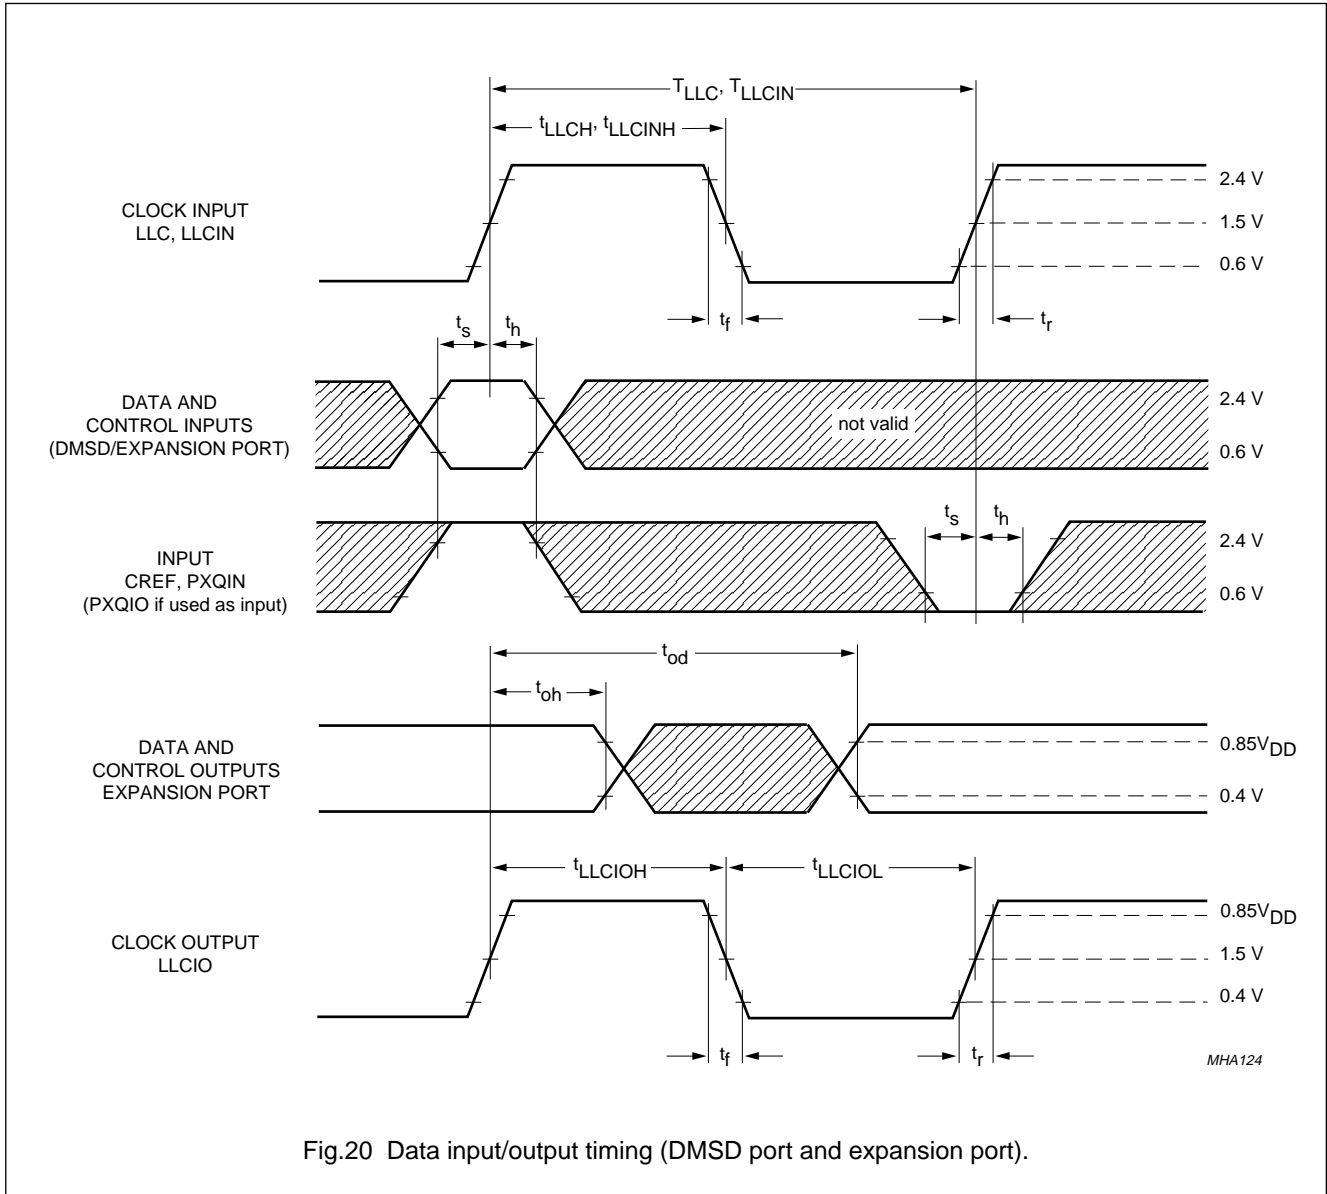 TLLC, TLLCIN
tLLCH, tLLCINH
CLOCK INPUT
LLC, LLCIN
2.4 V
1.5 V
0.6 V
tf
tr
ts
th
DATA AND
CONTROL INPUTS
(DMSD/EXPANSION PORT)
not valid
2.4 V
0.6 V
ts
th
INPUT
CREF, PXQIN
(PXQIO if used as input)
2.4 V
0.6 V
tod
toh
DATA AND
CONTROL OUTPUTS
EXPANSION PORT
0.85VDD
0.4 V
tLLCIOH
tLLCIOL
CLOCK OUTPUT
LLCIO
0.85VDD
1.5 V
0.4 V
tf
tr
MHA124
Fig.20 Data input/output timing (DMSD port and expansion port).